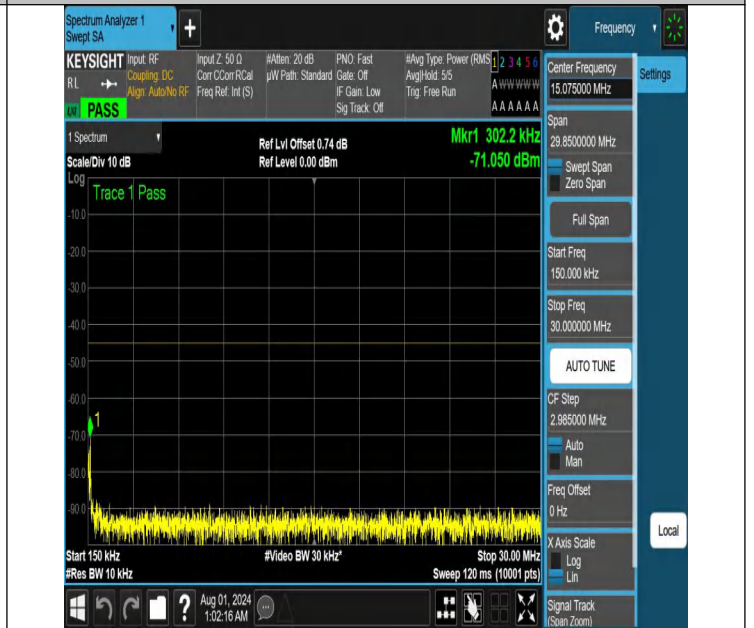 Spectrum Analyzer 1
Swept SA
+
Frequency
KEYSIGHT
RL
PASS
Input: RF
Coupling: DC
Align: Auto/No RF
Input Z: 50 Ω
Corr CCorr RCal
Freq Ref: Int (S)
#Atten: 20 dB
µW Path: Standard
PNO: Fast
Gate: Off
IF Gain: Low
Sig Track: Off
#Avg Type: Power (RMS
Avg|Hold: 5/5
Trig: Free Run
1 2 3 4 5 6
A W W W W W
A A A A A A
1 Spectrum
Scale/Div 10 dB
Ref Lvl Offset 0.74 dB
Ref Level 0.00 dBm
Mkr1 302.2 kHz
-71.050 dBm
Log
Trace 1 Pass
-10.0
-20.0
-30.0
-40.0
-50.0
-60.0
-70.0
-80.0
-90.0
1
Start 150 kHz
#Res BW 10 kHz
#Video BW 30 kHz*
Stop 30.00 MHz
Sweep 120 ms (10001 pts)
Center Frequency
15.075000 MHz
Span
29.8500000 MHz
Swept Span
Zero Span
Full Span
Start Freq
150.000 kHz
Stop Freq
30.000000 MHz
AUTO TUNE
CF Step
2.985000 MHz
Auto
Man
Freq Offset
0 Hz
X Axis Scale
Log
Lin
Signal Track
(Span Zoom)
Settings
Local
?
Aug 01, 2024
1:02:16 AM